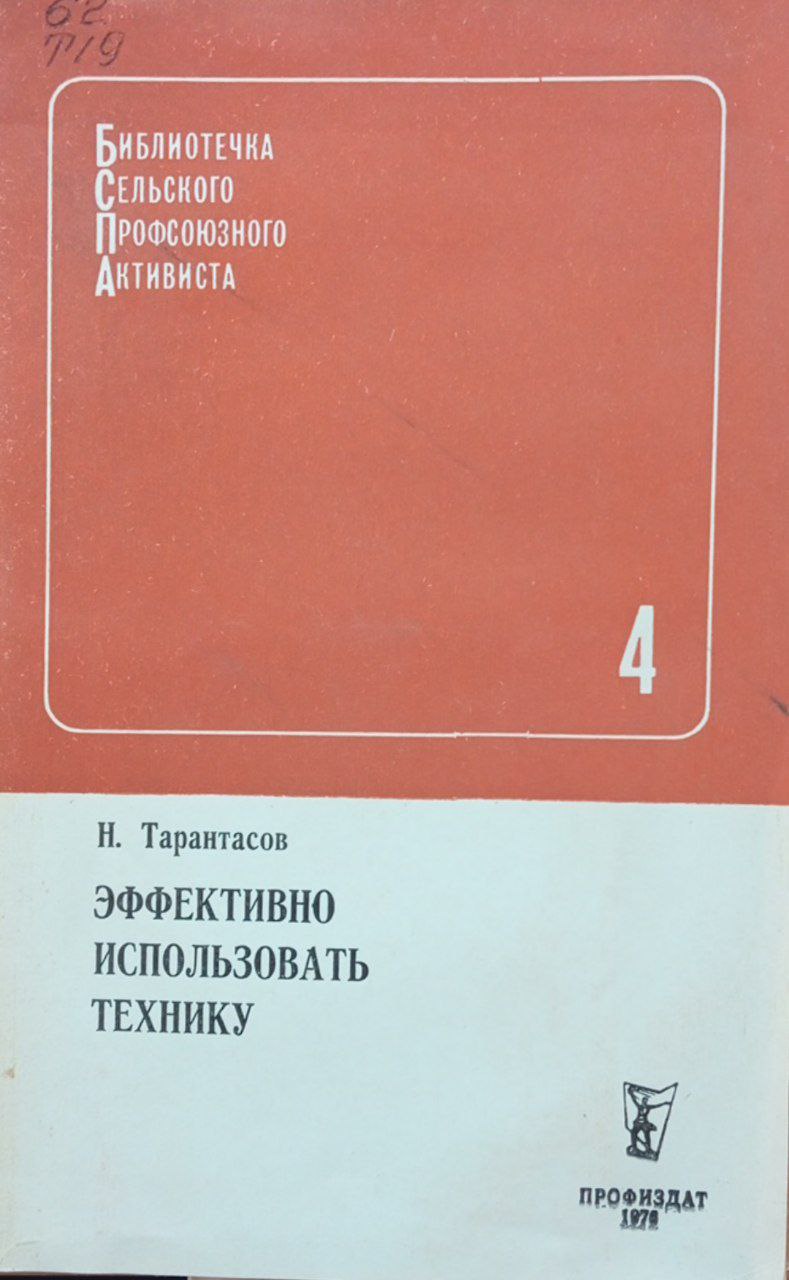 62
Т19
БИБЛИОТЕЧКА
СЕЛЬСКОГО
ПРОФСОЮЗНОГО
АКТИВИСТА
4
Н. Тарантасов
ЭФФЕКТИВНО
ИСПОЛЬЗОВАТЬ
ТЕХНИКУ
ПРОФИЗДАТ